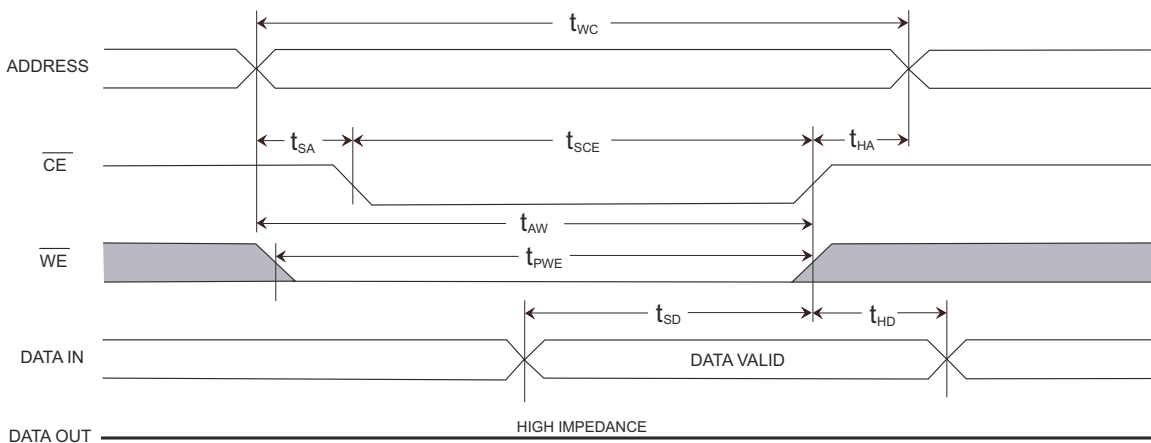 tWC
ADDRESS
tSA
tSCE
tHA
CE
tAW
WE
tPWE
tSD
tHD
DATA IN
DATA VALID
HIGH IMPEDANCE
DATA OUT